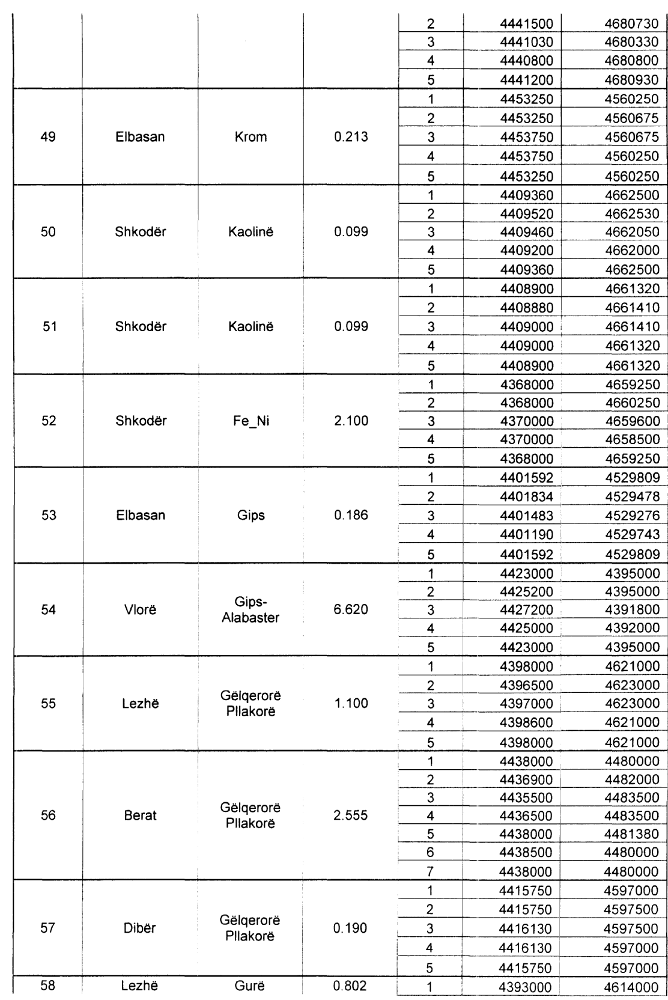 2 4441500 4680730
3 4441030 4680330
4 4440800 4680800
5 4441200 4680930
49 Elbasan Krom 0.213
1 4453250 4560250
2 4453250 4560675
3 4453750 4560675
4 4453750 4560250
5 4453250 4560250
50 Shkodër Kaolinë 0.099
1 4409360 4662500
2 4409520 4662530
3 4409460 4662050
4 4409200 4662000
5 4409360 4662500
51 Shkodër Kaolinë 0.099
1 4408900 4661320
2 4408880 4661410
3 4409000 4661410
4 4409000 4661320
5 4408900 4661320
52 Shkodër Fe_Ni 2.100
1 4368000 4659250
2 4368000 4660250
3 4370000 4659600
4 4370000 4658500
5 4368000 4659250
53 Elbasan Gips 0.186
1 4401592 4529809
2 4401834 4529478
3 4401483 4529276
4 4401190 4529743
5 4401592 4529809
54 Vlorë Gips-
Alabaster 6.620
1 4423000 4395000
2 4425200 4395000
3 4427200 4391800
4 4425000 4392000
5 4423000 4395000
55 Lezhë Gëlqerorë
Pllakorë 1.100
1 4398000 4621000
2 4396500 4623000
3 4397000 4623000
4 4398600 4621000
5 4398000 4621000
56 Berat Gëlqerorë
Pllakorë 2.555
1 4438000 4480000
2 4436900 4482000
3 4435500 4483500
4 4436500 4483500
5 4438000 4481380
6 4438500 4480000
7 4438000 4480000
57 Dibër Gëlqerorë
Pllakorë 0.190
1 4415750 4597000
2 4415750 4597500
3 4416130 4597500
4 4416130 4597000
5 4415750 4597000
58 Lezhë Gurë 0.802 1 4393000 4614000